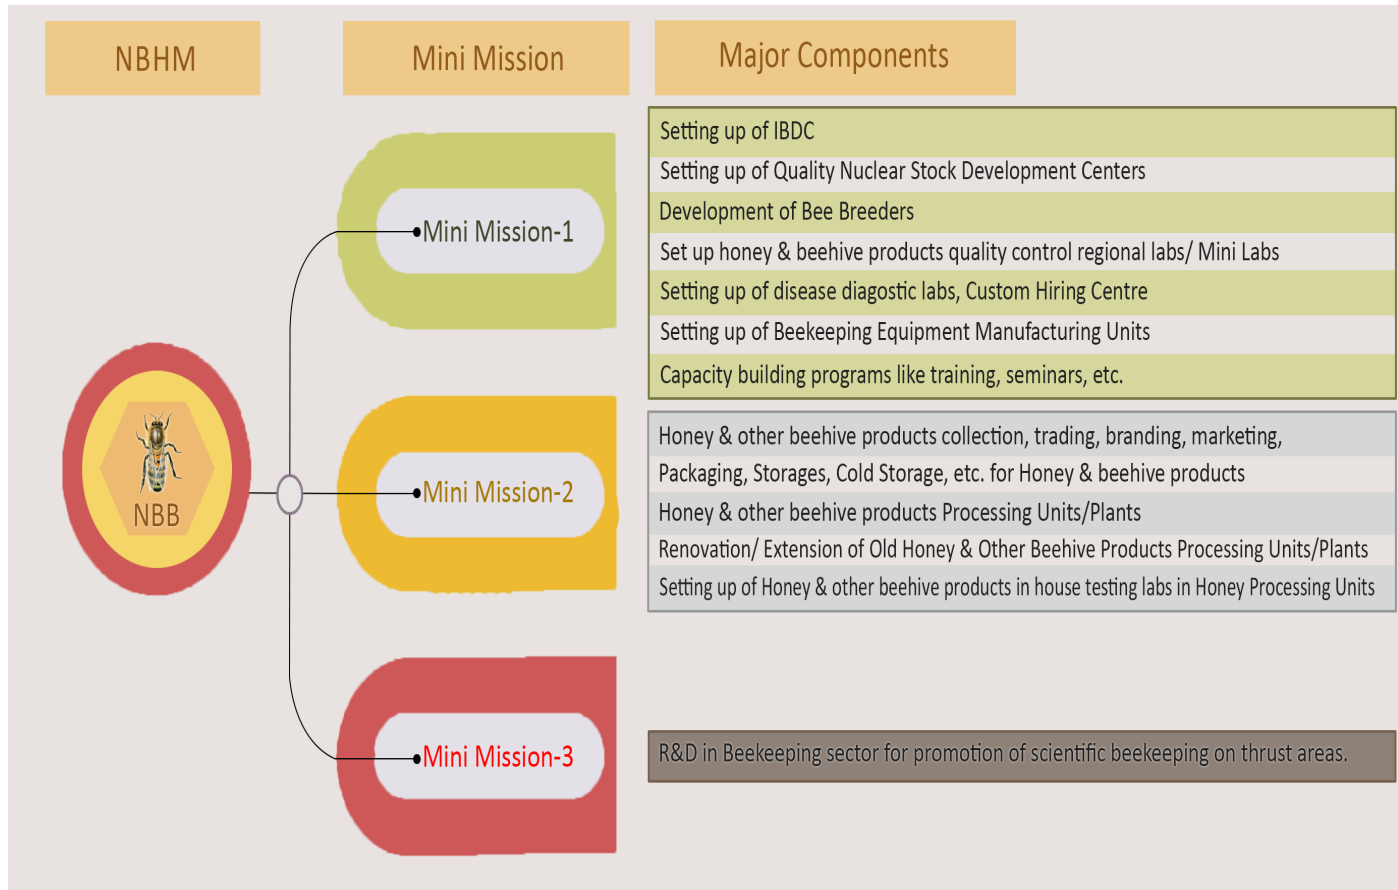 NBHM
Mini Mission
Major Components
NBB
Mini Mission-1
Setting up of IBDC
Setting up of Quality Nuclear Stock Development Centers
Development of Bee Breeders
Set up honey & beehive products quality control regional labs/ Mini Labs
Setting up of disease diagostic labs, Custom Hiring Centre
Setting up of Beekeeping Equipment Manufacturing Units
Capacity building programs like training, seminars, etc.
Mini Mission-2
Honey & other beehive products collection, trading, branding, marketing,
Packaging, Storages, Cold Storage, etc. for Honey & beehive products
Honey & other beehive products Processing Units/Plants
Renovation/ Extension of Old Honey & Other Beehive Products Processing Units/Plants
Setting up of Honey & other beehive products in house testing labs in Honey Processing Units
Mini Mission-3
R&D in Beekeeping sector for promotion of scientific beekeeping on thrust areas.